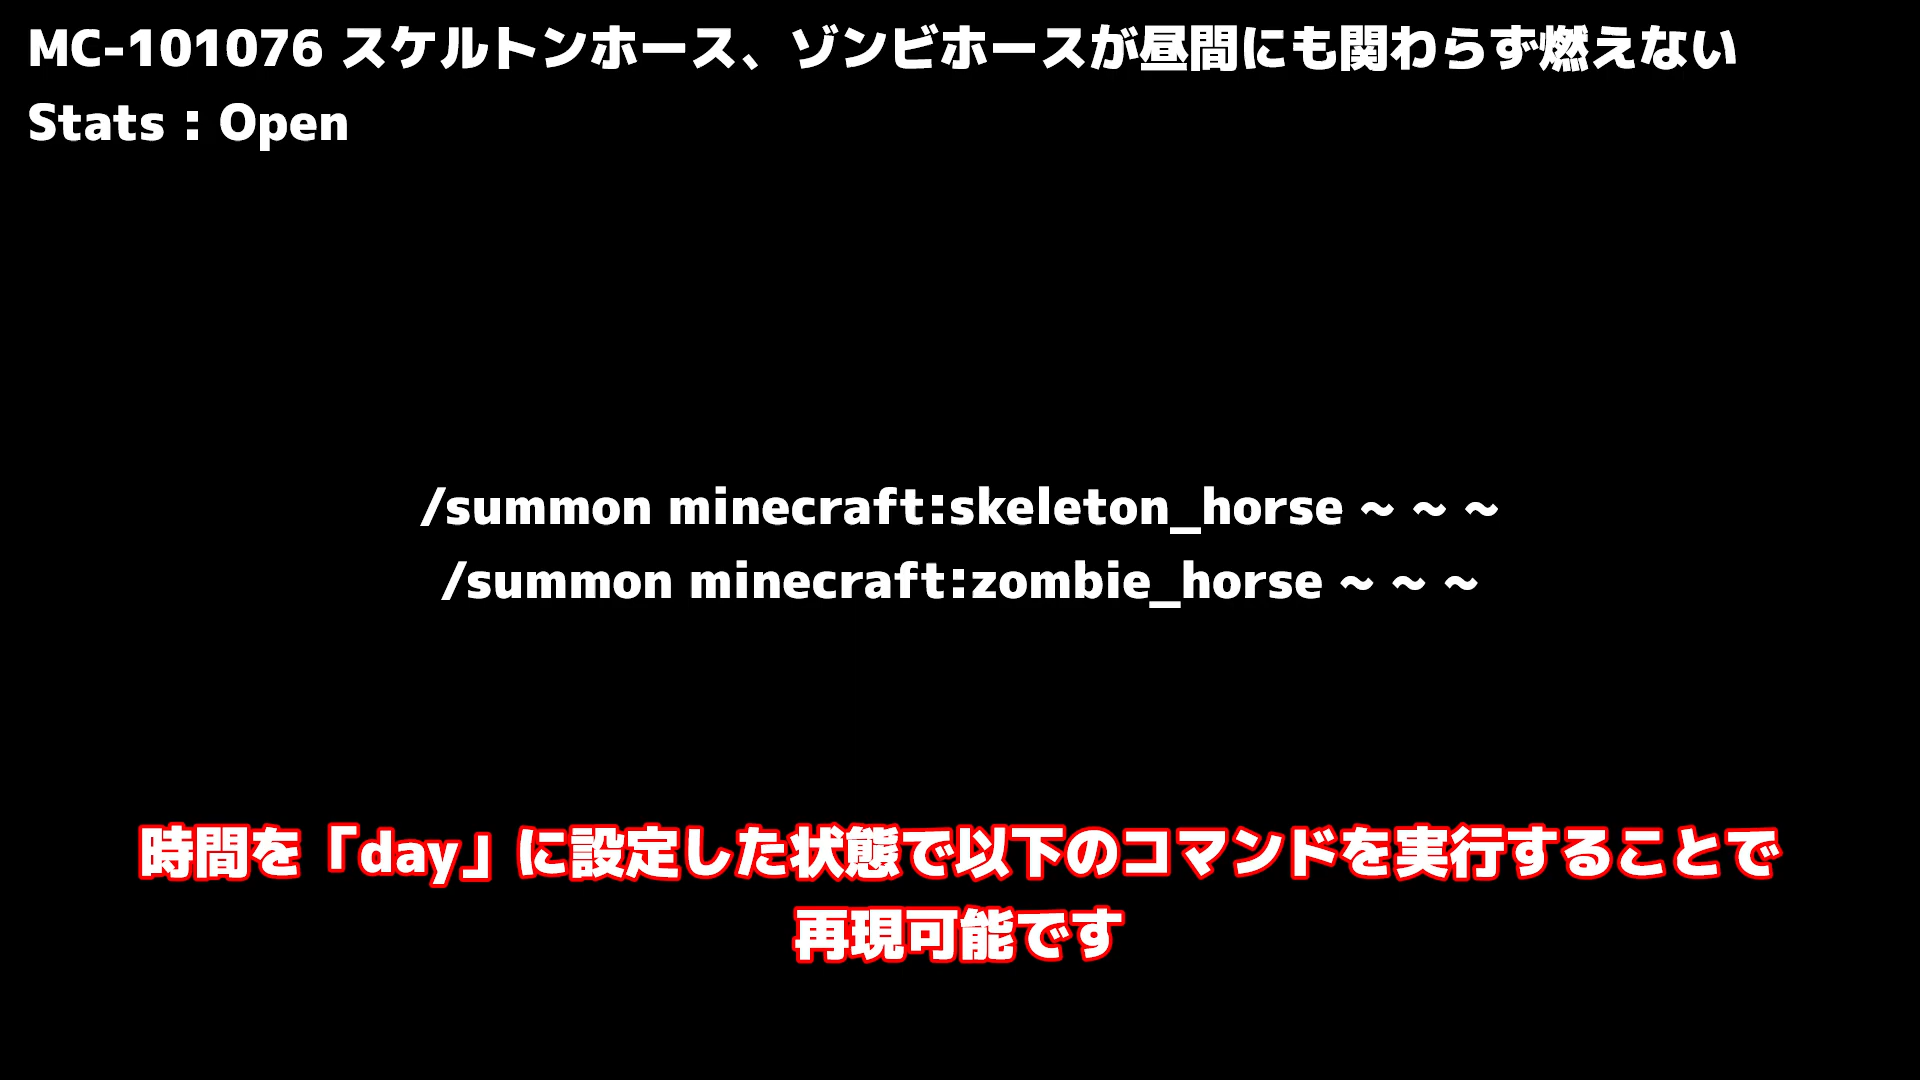 MC-101076 スケルトンホース、ゾンビホースが昼間にも関わらず燃えない
Stats : Open
/summon minecraft:skeleton_horse ~ ~ ~
/summon minecraft:zombie_horse ~ ~ ~
時間を「day」に設定した状態で以下のコマンドを実行することで
再現可能です